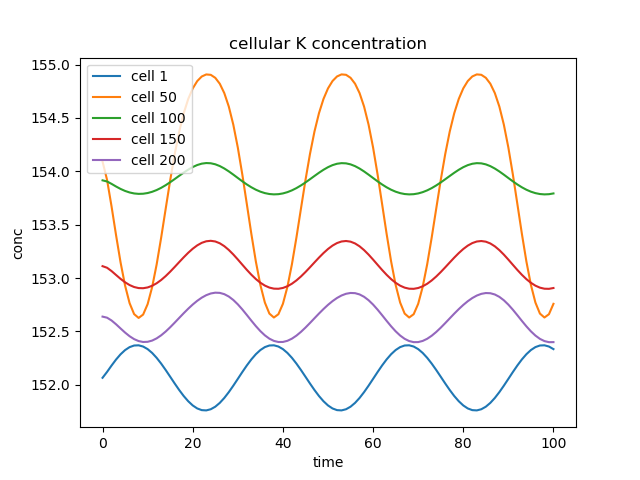 cellular K concentration
155.0
154.5
154.0
153.5
153.0
152.5
152.0
conc
cell 1
cell 50
cell 100
cell 150
cell 200
0 20 40 60 80 100
time